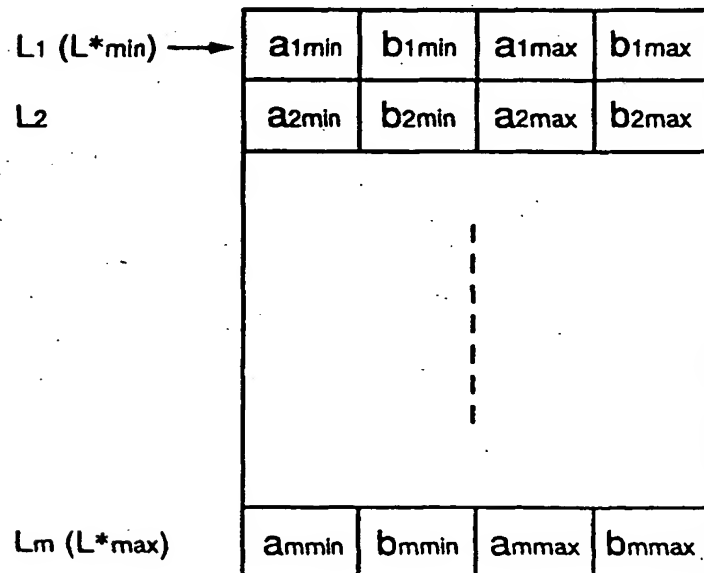 L1 (L*min) a1min b1min a1max b1max
L2 a2min b2min a2max b2max
Lm (L*max) ammin bmmin ammax bmmax